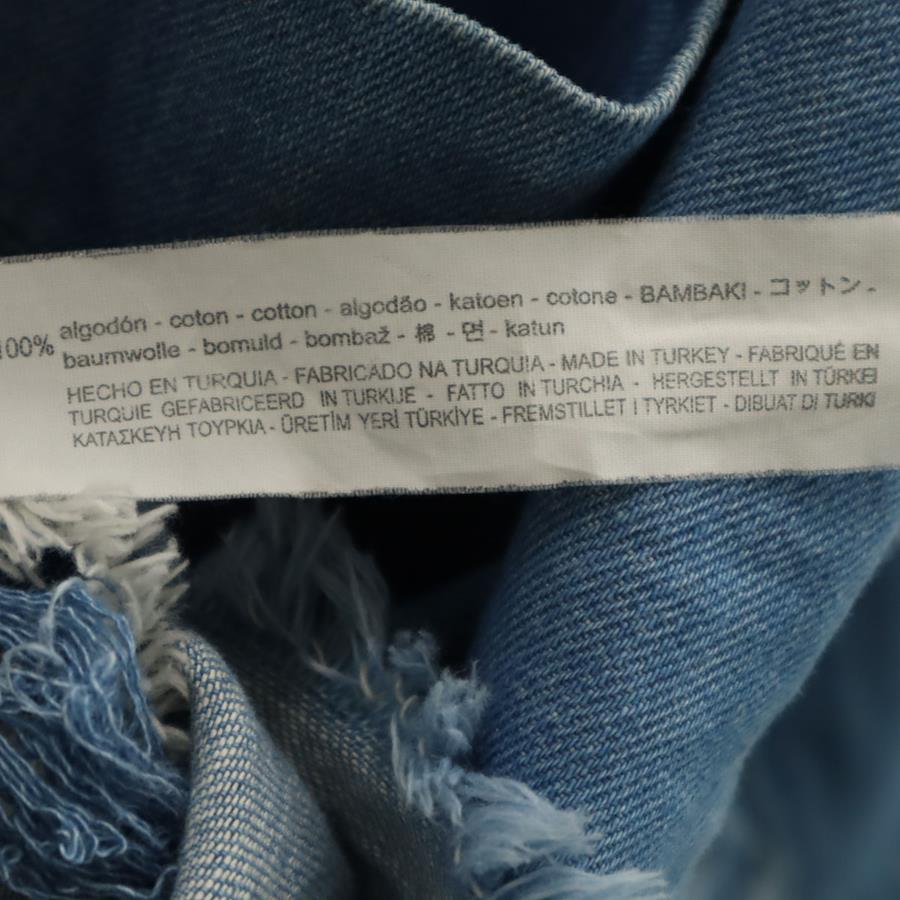 100% algodón - coton - cotton - algodão - katoen - cotone - BAMBAKI - コットン -
baumwolle - bomuld - bombaž - 棉 - 면 - katun
HECHO EN TURQUIA - FABRICADO NA TURQUIA - MADE IN TURKEY - FABRIQUÉ EN
TURQUIE GEFABRICEERD IN TURKIJE - FATTO IN TURCHIA - HERGESTELLT IN TÜRKEI
ΚΑΤΑΣΚΕΥΗ ΤΟΥΡΚΙΑ - ÜRETİM YERİ TÜRKİYE - FREMSTILLET I TYRKIET - DIBUAT DI TURKI